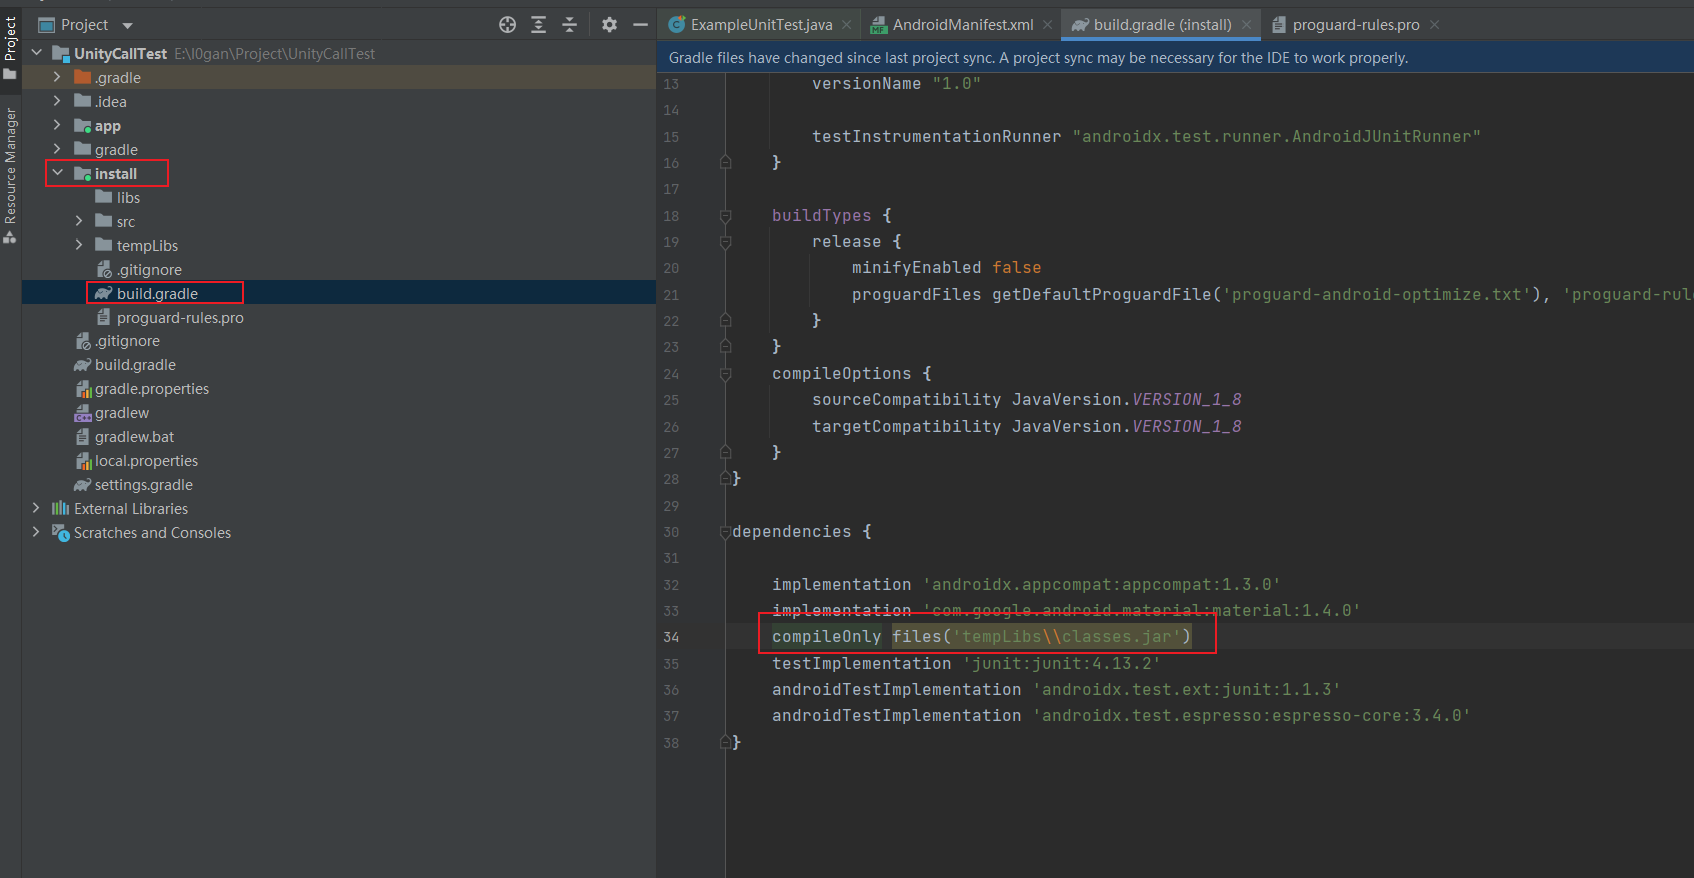 Project
Resource Manager
Project
UnityCallTest E:\l0gan\Project\UnityCallTest
.gradle
.idea
app
gradle
install
libs
src
tempLibs
.gitignore
build.gradle
proguard-rules.pro
.gitignore
build.gradle
gradle.properties
gradlew
gradlew.bat
local.properties
settings.gradle
External Libraries
Scratches and Consoles
ExampleUnitTest.java
AndroidManifest.xml
build.gradle (:install)
proguard-rules.pro
Gradle files have changed since last project sync. A project sync may be necessary for the IDE to work properly.
13 versionName "1.0"
14
15 testInstrumentationRunner "androidx.test.runner.AndroidJUnitRunner"
16 }
17
18 buildTypes {
19 release {
20 minifyEnabled false
21 proguardFiles getDefaultProguardFile('proguard-android-optimize.txt'), 'proguard-rul
22 }
23 }
24 compileOptions {
25 sourceCompatibility JavaVersion.VERSION_1_8
26 targetCompatibility JavaVersion.VERSION_1_8
27 }
28 }
29
30 dependencies {
31
32 implementation 'androidx.appcompat:appcompat:1.3.0'
33 implementation 'com.google.android.material:material:1.4.0'
34 compileOnly files('tempLibs\\classes.jar')
35 testImplementation 'junit:junit:4.13.2'
36 androidTestImplementation 'androidx.test.ext:junit:1.1.3'
37 androidTestImplementation 'androidx.test.espresso:espresso-core:3.4.0'
38 }